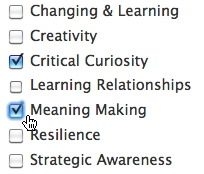 Changing & Learning
Creativity
Critical Curiosity
Learning Relationships
Meaning Making
Resilience
Strategic Awareness